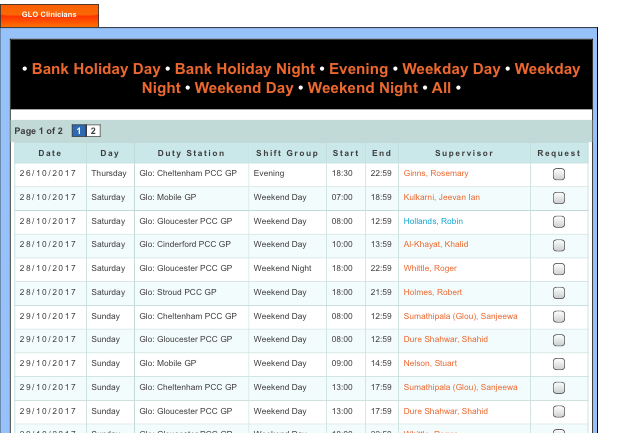 GLO Clinicians
• Bank Holiday Day • Bank Holiday Night • Evening • Weekday Day • Weekday
Night • Weekend Day • Weekend Night • All •
Page 1 of 2 1 2
Date Day Duty Station Shift Group Start End Supervisor Request
26/10/2017 Thursday Glo: Cheltenham PCC GP Evening 18:30 22:59 Ginns, Rosemary
28/10/2017 Saturday Glo: Mobile GP Weekend Day 07:00 18:59 Kulkarni, Jeevan Ian
28/10/2017 Saturday Glo: Gloucester PCC GP Weekend Day 08:00 12:59 Hollands, Robin
28/10/2017 Saturday Glo: Cinderford PCC GP Weekend Day 10:00 13:59 Al-Khayat, Khalid
28/10/2017 Saturday Glo: Gloucester PCC GP Weekend Night 18:00 22:59 Whittle, Roger
28/10/2017 Saturday Glo: Stroud PCC GP Weekend Day 18:00 21:59 Holmes, Robert
29/10/2017 Sunday Glo: Cheltenham PCC GP Weekend Day 08:00 12:59 Sumathipala (Glou), Sanjeewa
29/10/2017 Sunday Glo: Gloucester PCC GP Weekend Day 08:00 12:59 Dure Shahwar, Shahid
29/10/2017 Sunday Glo: Mobile GP Weekend Day 09:00 14:59 Nelson, Stuart
29/10/2017 Sunday Glo: Cheltenham PCC GP Weekend Day 13:00 17:59 Sumathipala (Glou), Sanjeewa
29/10/2017 Sunday Glo: Gloucester PCC GP Weekend Day 13:00 17:59 Dure Shahwar, Shahid